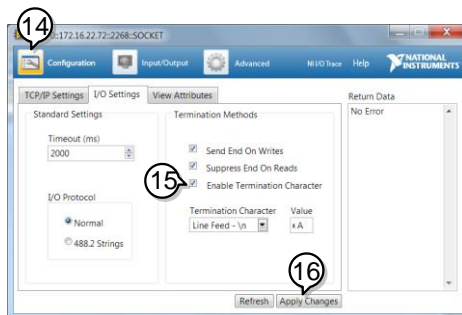 14
0::172.16.22.72::2268::SOCKET
Configuration Input/Output Advanced NI I/O Trace Help NATIONAL INSTRUMENTS
TCP/IP Settings I/O Settings View Attributes Return Data
Standard Settings Termination Methods No Error
Timeout (ms)
2000 Send End On Writes
Suppress End On Reads
15 Enable Termination Character
I/O Protocol Termination Character Value
Normal Line Feed - \n xA
488.2 Strings
16
Refresh Apply Changes